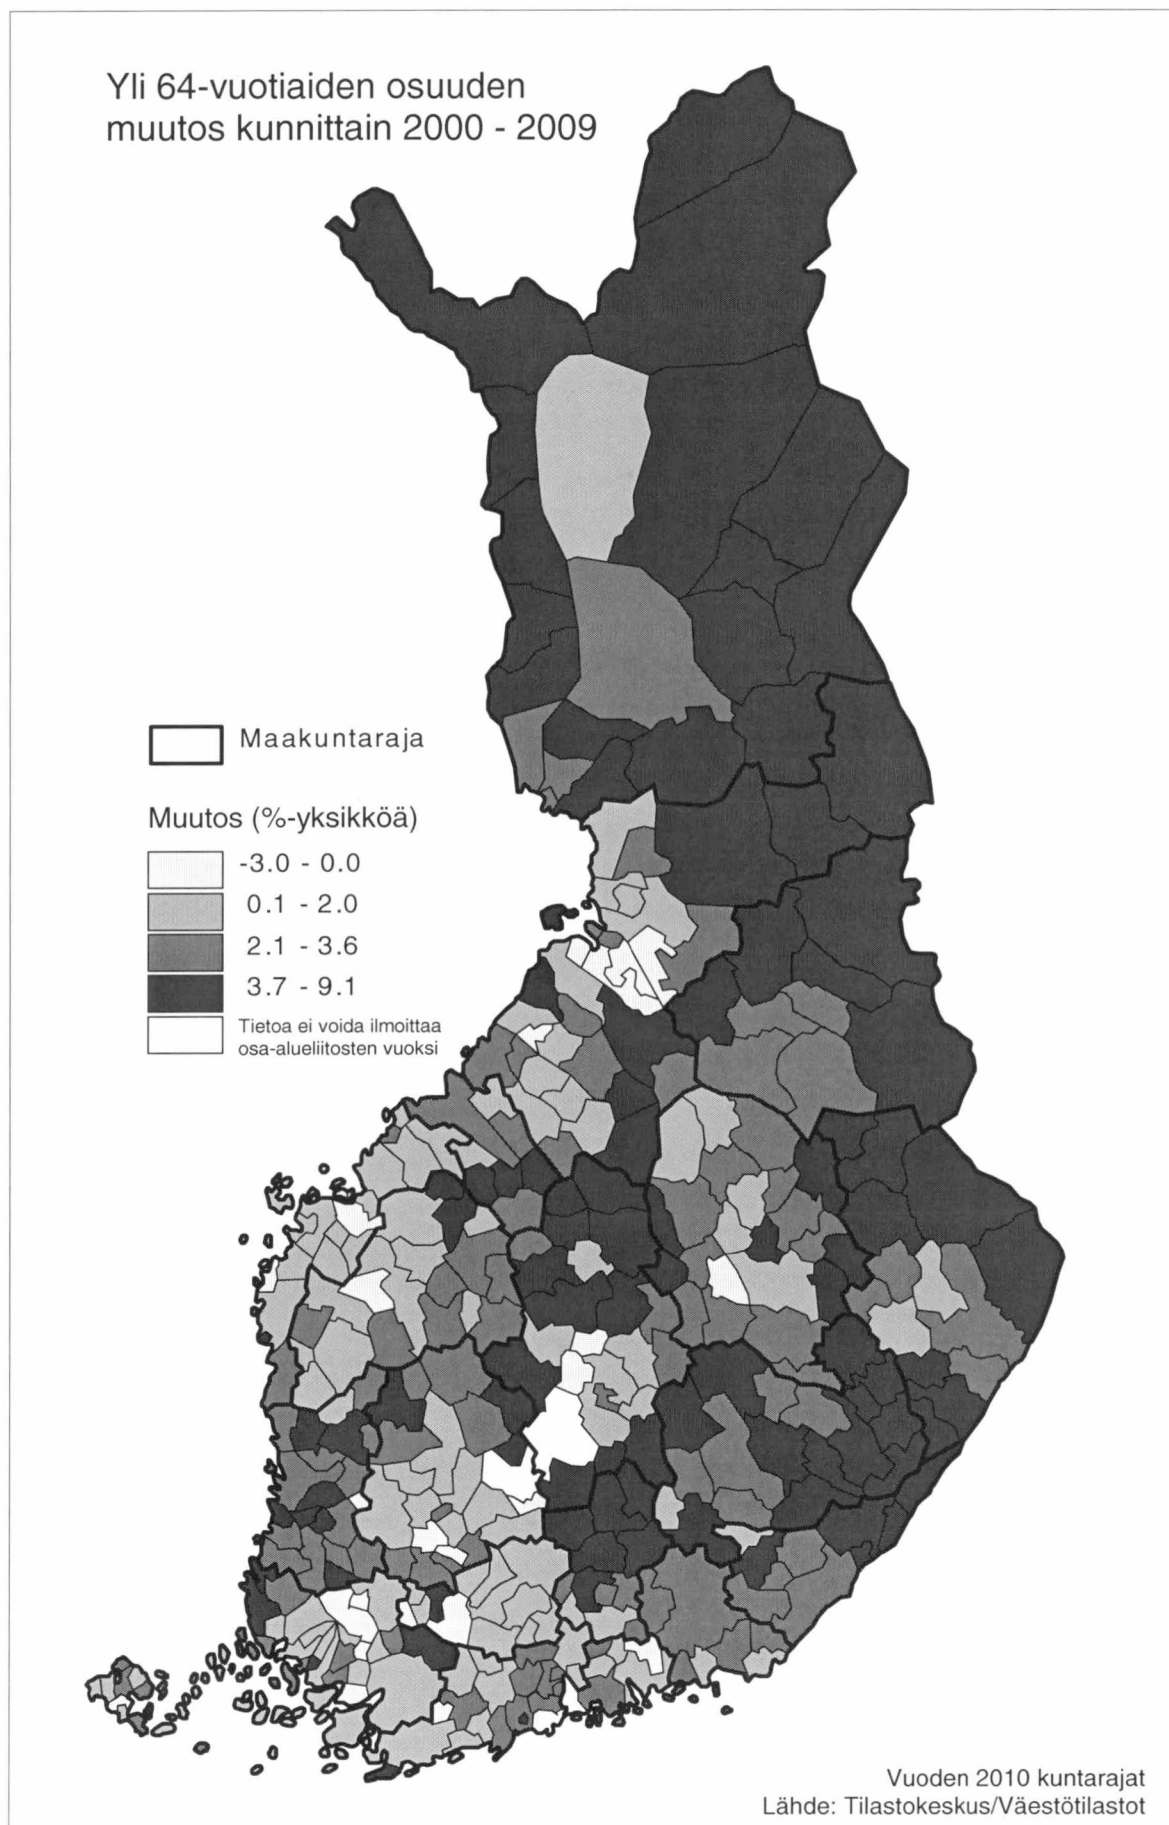 Yli 64-vuotiaiden osuuden
muutos kunnittain 2000 - 2009
Maakuntaraja
Muutos (%-yksikköä)
-3.0 - 0.0
0.1 - 2.0
2.1 - 3.6
3.7 - 9.1
Tietoa ei voida ilmoittaa
osa-alueliitosten vuoksi
Vuoden 2010 kuntarajat
Lähde: Tilastokeskus/Väestötilastot